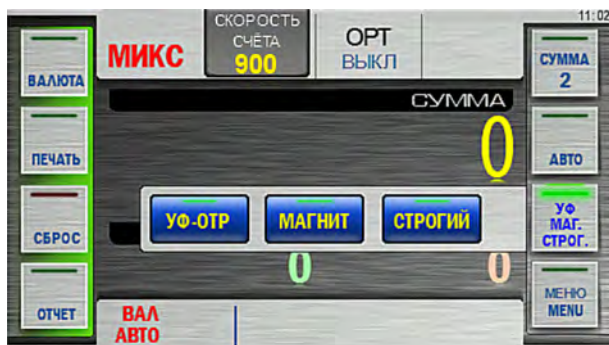 11:02
ВАЛЮТА
МИКС
СКОРОСТЬ
СЧЁТА
900
ОРТ
ВЫКЛ
СУММА
2
СУММА
0
ПЕЧАТЬ
АВТО
СБРОС
УФ-ОТР
МАГНИТ
СТРОГИЙ
УФ
МАГ.
СТРОГ.
0
0
ОТЧЕТ
ВАЛ
АВТО
МЕНЮ
MENU